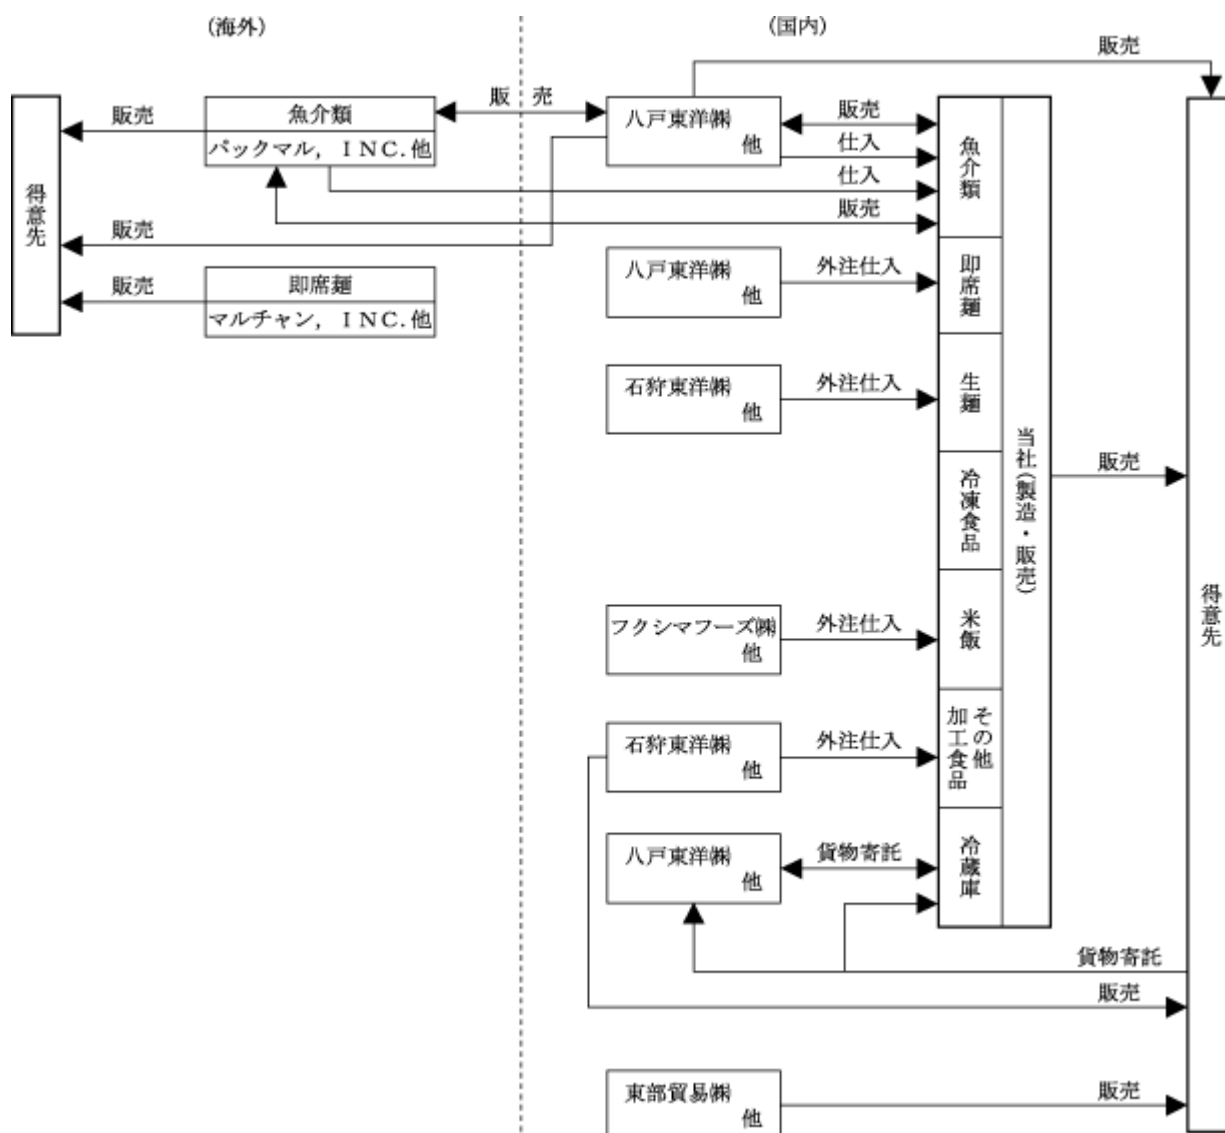 (海外)
(国内)
販売
販売
魚介類
パックマル，ＩＮＣ.他
販売
八戸東洋㈱
他
販売
仕入
仕入
販売
魚介類
得意先
販売
販売
即席麺
マルチャン，ＩＮＣ.他
八戸東洋㈱
他
外注仕入
即席麺
石狩東洋㈱
他
外注仕入
生麺
冷凍食品
当社(製造・販売)
販売
得意先
フクシマフーズ㈱
他
外注仕入
米飯
石狩東洋㈱
他
外注仕入
その他
加工食品
八戸東洋㈱
他
貨物寄託
冷蔵庫
貨物寄託
販売
東部貿易㈱
他
販売